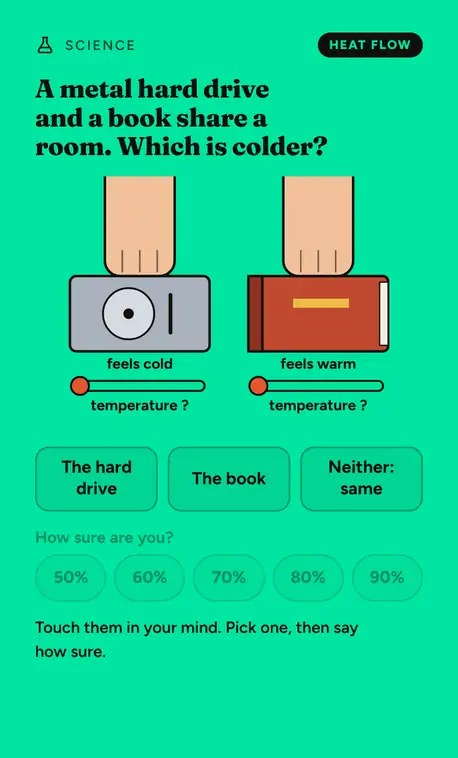 SCIENCE
HEAT FLOW
A metal hard drive
and a book share a
room. Which is colder?
feels cold
feels warm
temperature ?
temperature ?
The hard
drive
The book
Neither:
same
How sure are you?
50%
60%
70%
80%
90%
Touch them in your mind. Pick one, then say
how sure.